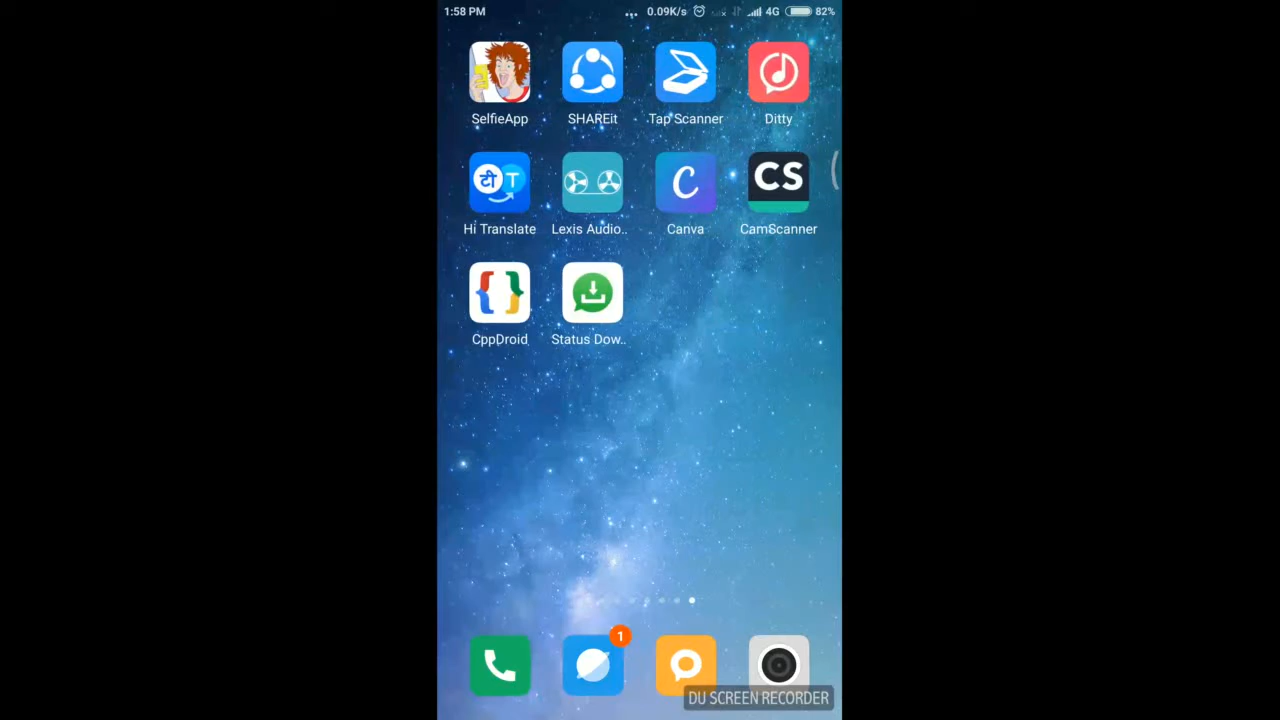 1:58 PM ... 0.09K/s 4G 82%
SelfieApp SHAREit Tap Scanner Ditty
टी T C CS
Hi Translate Lexis Audio.. Canva CamScanner
CppDroid Status Dow..
1
DU SCREEN RECORDER